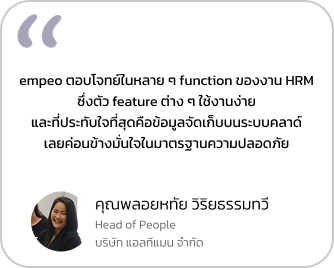 empeo ตอบโจทย์ในหลาย ๆ function ของงาน HRM
ซึ่งตัว feature ต่าง ๆ ใช้งานง่าย
และที่ประทับใจที่สุดคือข้อมูลจัดเก็บบนระบบคลาวด์
เลยค่อนข้างมั่นใจในมาตรฐานความปลอดภัย
คุณพลอยหทัย วิริยธรรมทวี
Head of People
บริษัท แอลทีแมน จำกัด